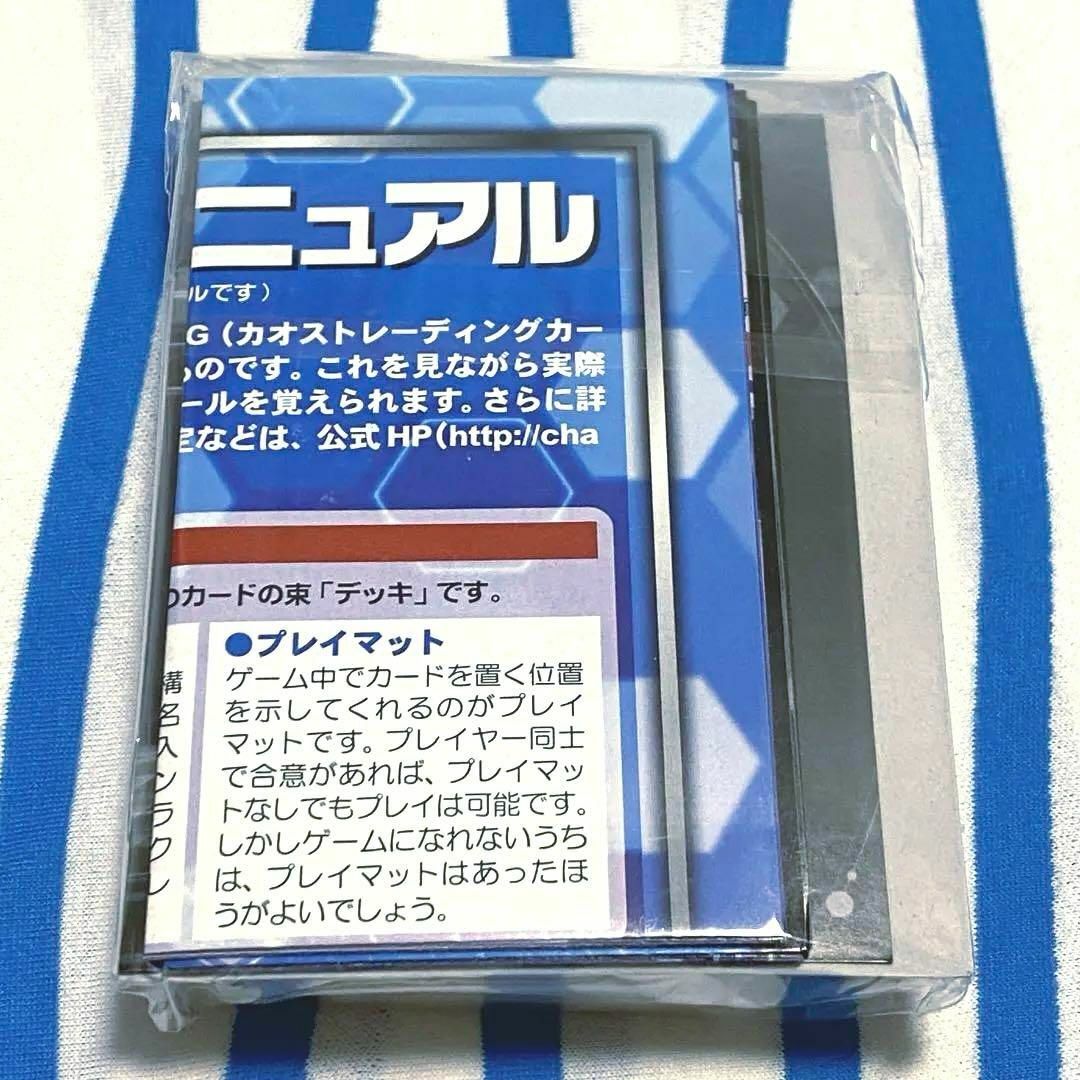 ニュアル
ルです）
G（カオストレーディングカー
のです。これを見ながら実際
ールを覚えられます。さらに詳
定などは、公式HP（http://cha
のカードの束「デッキ」です。
●プレイマット
ゲーム中でカードを置く位置
を示してくれるのがプレイ
マットです。プレイヤー同士
で合意があれば、プレイマッ
トなしでもプレイは可能です。
しかしゲームになれないうち
は、プレイマットはあったほ
うがよいでしょう。
構
名
入
ン
ラ
ク
レ